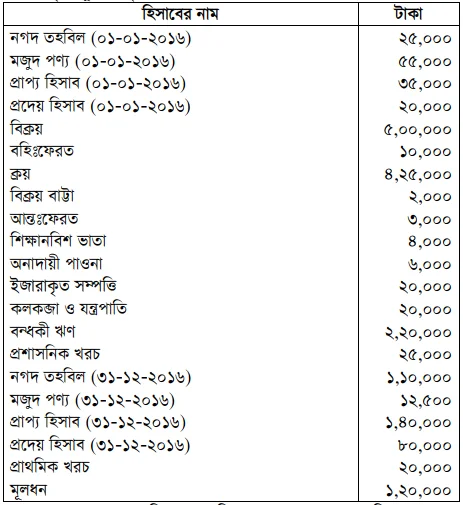 হিসাবের নাম টাকা
নগদ তহবিল (০১-০১-২০১৬) ২৫,০০০
মজুদ পণ্য (০১-০১-২০১৬) ৫৫,০০০
প্রাপ্য হিসাব (০১-০১-২০১৬) ৩৫,০০০
প্রদেয় হিসাব (০১-০১-২০১৬) ২০,০০০
বিক্রয় ৫,০০,০০০
বহিঃফেরত ১০,০০০
ক্রয় ৪,২৫,০০০
বিক্রয় বাট্টা ২,০০০
আন্তঃফেরত ৩,০০০
শিক্ষানবিশ ভাতা ৪,০০০
অনাদায়ী পাওনা ৬,০০০
ইজারাকৃত সম্পত্তি ২০,০০০
কলকব্জা ও যন্ত্রপাতি ২০,০০০
বন্ধকী ঋণ ২,২০,০০০
প্রশাসনিক খরচ ২৫,০০০
নগদ তহবিল (৩১-১২-২০১৬) ১,১০,০০০
মজুদ পণ্য (৩১-১২-২০১৬) ১২,৫০০
প্রাপ্য হিসাব (৩১-১২-২০১৬) ১,৪০,০০০
প্রদেয় হিসাব (৩১-১২-২০১৬) ৮০,০০০
প্রাথমিক খরচ ২০,০০০
মূলধন ১,২০,০০০